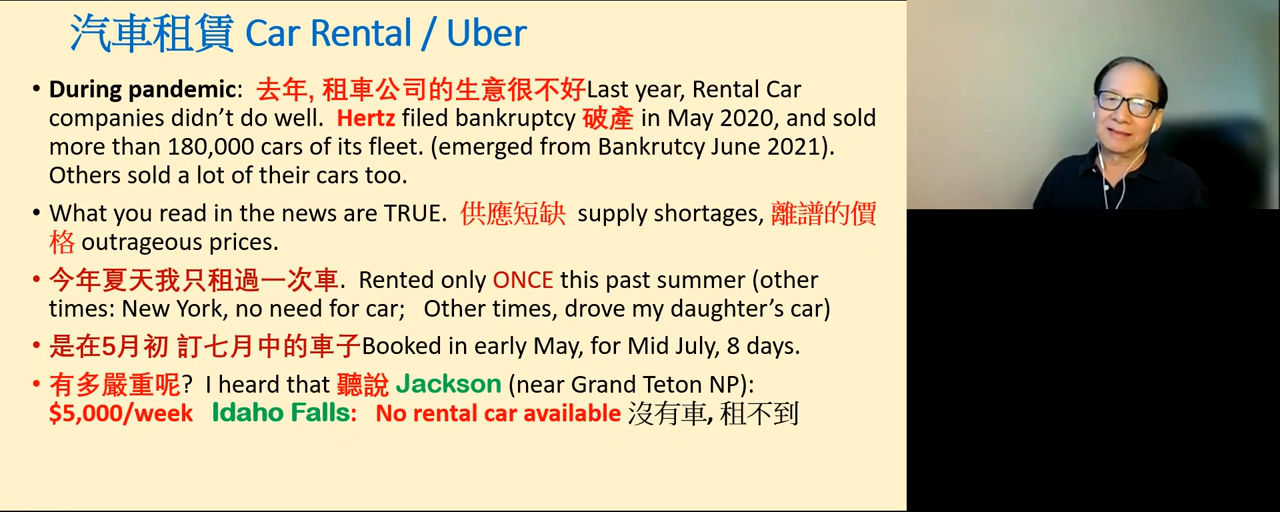 汽車租賃 Car Rental / Uber
• During pandemic: 去年, 租車公司的生意很不好Last year, Rental Car
companies didn't do well. Hertz filed bankruptcy 破產 in May 2020, and sold
more than 180,000 cars of its fleet. (emerged from Bankrutcy June 2021).
Others sold a lot of their cars too.
• What you read in the news are TRUE. 供應短缺 supply shortages, 離譜的價
格 outrageous prices.
• 今年夏天我只租過一次車. Rented only ONCE this past summer (other
times: New York, no need for car; Other times, drove my daughter's car)
• 是在5月初 訂七月中的車子Booked in early May, for Mid July, 8 days.
• 有多嚴重呢? I heard that 聽說 Jackson (near Grand Teton NP):
$5,000/week Idaho Falls: No rental car available 沒有車, 租不到